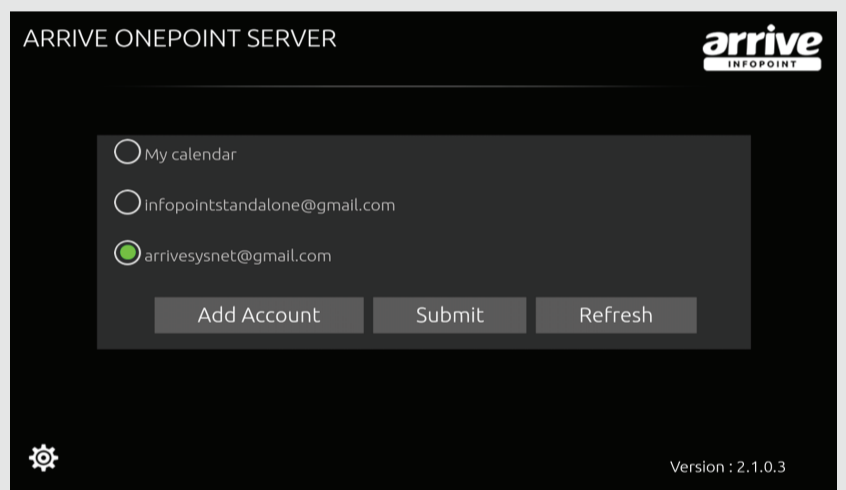 ARRIVE ONEPOINT SERVER
arrive
INFOPOINT
My calendar
infopointstandalone@gmail.com
arrivesysnet@gmail.com
Add Account
Submit
Refresh
Version : 2.1.0.3